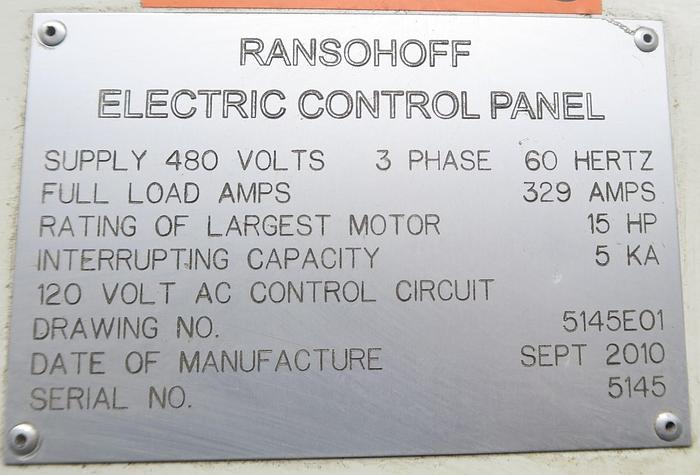 RANSOHOFF
ELECTRIC CONTROL PANEL
SUPPLY 480 VOLTS 3 PHASE 60 HERTZ
FULL LOAD AMPS 329 AMPS
RATING OF LARGEST MOTOR 15 HP
INTERRUPTING CAPACITY 5 KA
120 VOLT AC CONTROL CIRCUIT
DRAWING NO. 5145E01
DATE OF MANUFACTURE SEPT 2010
SERIAL NO. 5145